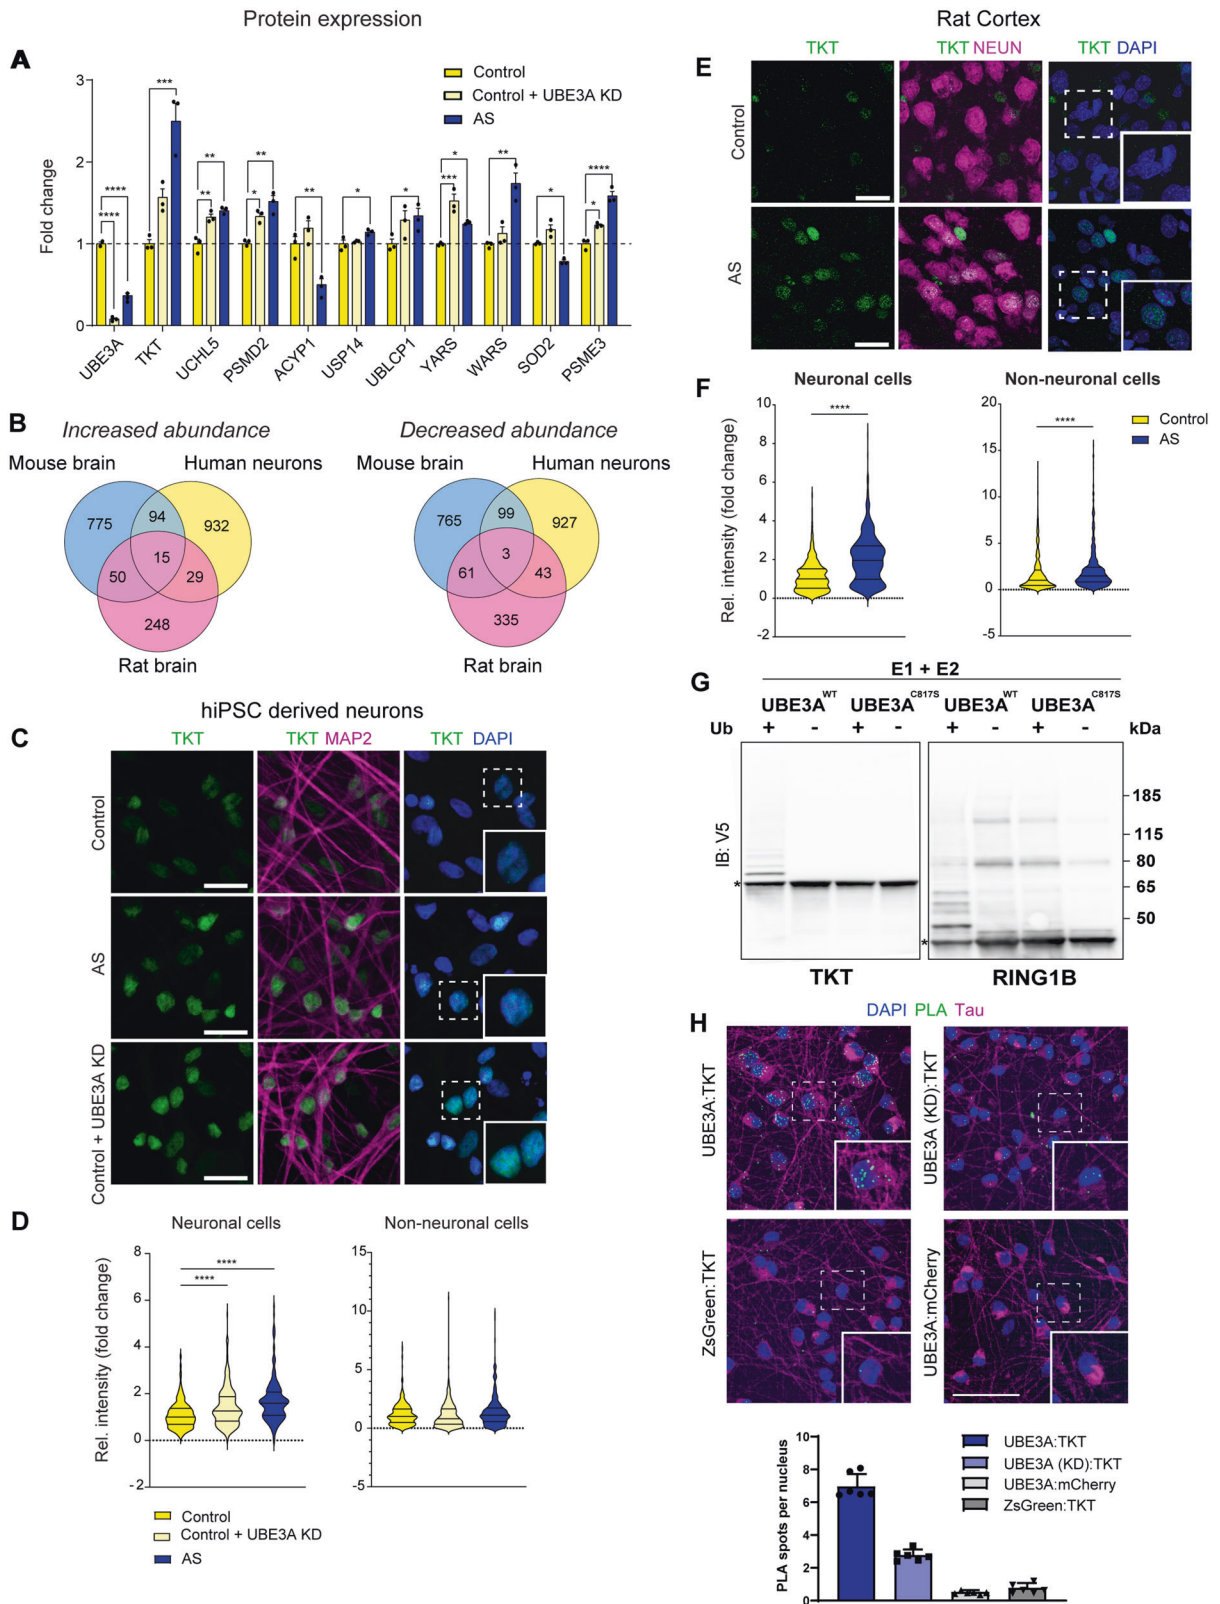 Protein expression
A
Control
Control + UBE3A KD
AS
Fold change
3
2
1
0
****
****
***
**
**
*
**
**
*
*
***
*
**
*
*
****
UBE3A
TKT
UCHL5
PSMD2
ACYP1
USP14
UBLCP1
YARS
WARS
SOD2
PSME3
B
Increased abundance
Mouse brain
Human neurons
775
94
932
15
50
29
248
Rat brain
Decreased abundance
Mouse brain
Human neurons
765
99
927
3
61
43
335
Rat brain
hiPSC derived neurons
C
TKT
TKT MAP2
TKT DAPI
Control
AS
Control + UBE3A KD
D
Neuronal cells
Non-neuronal cells
Rel. intensity (fold change)
8
6
4
2
0
-2
****
****
15
10
5
0
-5
Control
Control + UBE3A KD
AS
Rat Cortex
E
TKT
TKT NEUN
TKT DAPI
Control
AS
F
Neuronal cells
Non-neuronal cells
Rel. intensity (fold change)
10
8
6
4
2
0
-2
****
20
15
10
5
0
-5
****
Control
AS
G
E1 + E2
UBE3A^WT UBE3A^C817S UBE3A^WT UBE3A^C817S
Ub + - + - + - + - kDa
IB: V5
185
115
80
65
50
*
*
TKT
RING1B
H
DAPI PLA Tau
UBE3A:TKT
UBE3A (KD):TKT
ZsGreen:TKT
UBE3A:mCherry
PLA spots per nucleus
10
8
6
4
2
0
UBE3A:TKT
UBE3A (KD):TKT
UBE3A:mCherry
ZsGreen:TKT